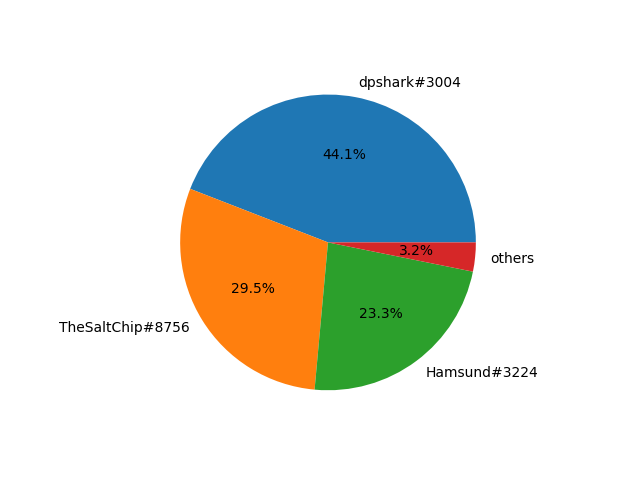 dpshark#3004
44.1%
3.2%
others
29.5%
23.3%
TheSaltChip#8756
Hamsund#3224